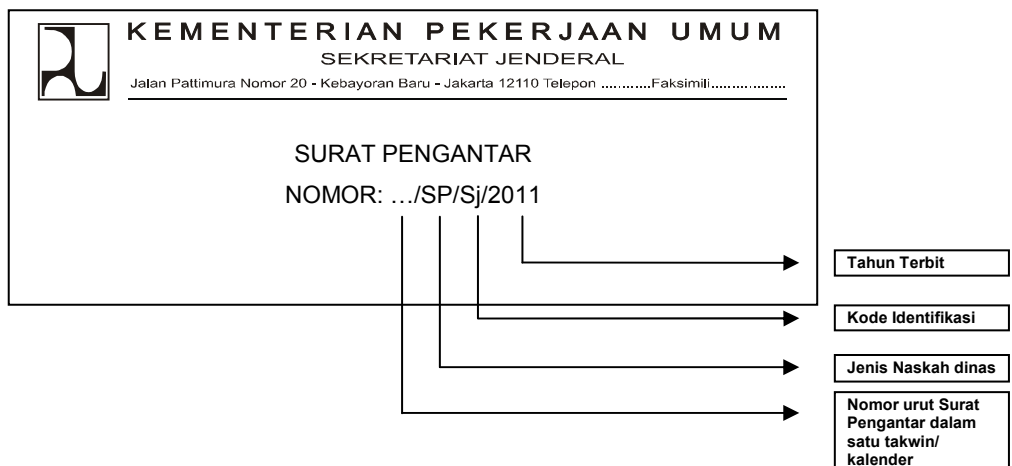 KEMENTERIAN PEKERJAAN UMUM
SEKRETARIAT JENDERAL
Jalan Pattimura Nomor 20 - Kebayoran Baru - Jakarta 12110 Telepon ............Faksimili..................
SURAT PENGANTAR
NOMOR: …/SP/Sj/2011
Tahun Terbit
Kode Identifikasi
Jenis Naskah dinas
Nomor urut Surat
Pengantar dalam
satu takwin/
kalender